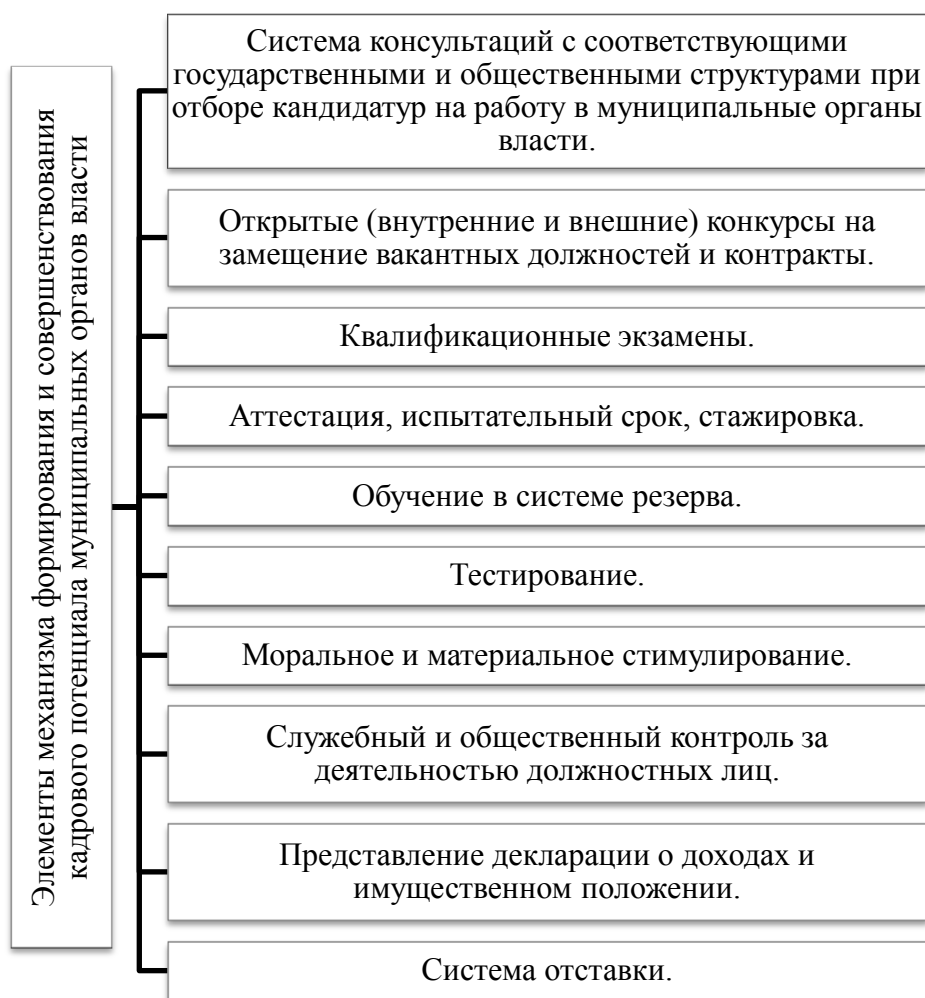 Элементы механизма формирования и совершенствования
кадрового потенциала муниципальных органов власти
Система консультаций с соответствующими
государственными и общественными структурами при
отборе кандидатур на работу в муниципальные органы
власти.
Открытые (внутренние и внешние) конкурсы на
замещение вакантных должностей и контракты.
Квалификационные экзамены.
Аттестация, испытательный срок, стажировка.
Обучение в системе резерва.
Тестирование.
Моральное и материальное стимулирование.
Служебный и общественный контроль за
деятельностью должностных лиц.
Представление декларации о доходах и
имущественном положении.
Система отставки.